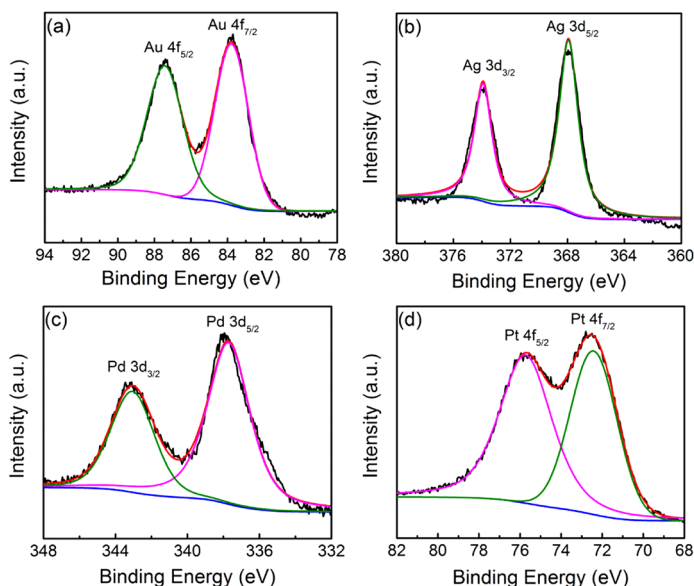 (a)
Au 4f5/2
Au 4f7/2
Intensity (a.u.)
94 92 90 88 86 84 82 80 78
Binding Energy (eV)
(b)
Ag 3d3/2
Ag 3d5/2
Intensity (a.u.)
380 376 372 368 364 360
Binding Energy (eV)
(c)
Pd 3d3/2
Pd 3d5/2
Intensity (a.u.)
348 344 340 336 332
Binding Energy (eV)
(d)
Pt 4f5/2
Pt 4f7/2
Intensity (a.u.)
82 80 78 76 74 72 70 68
Binding Energy (eV)